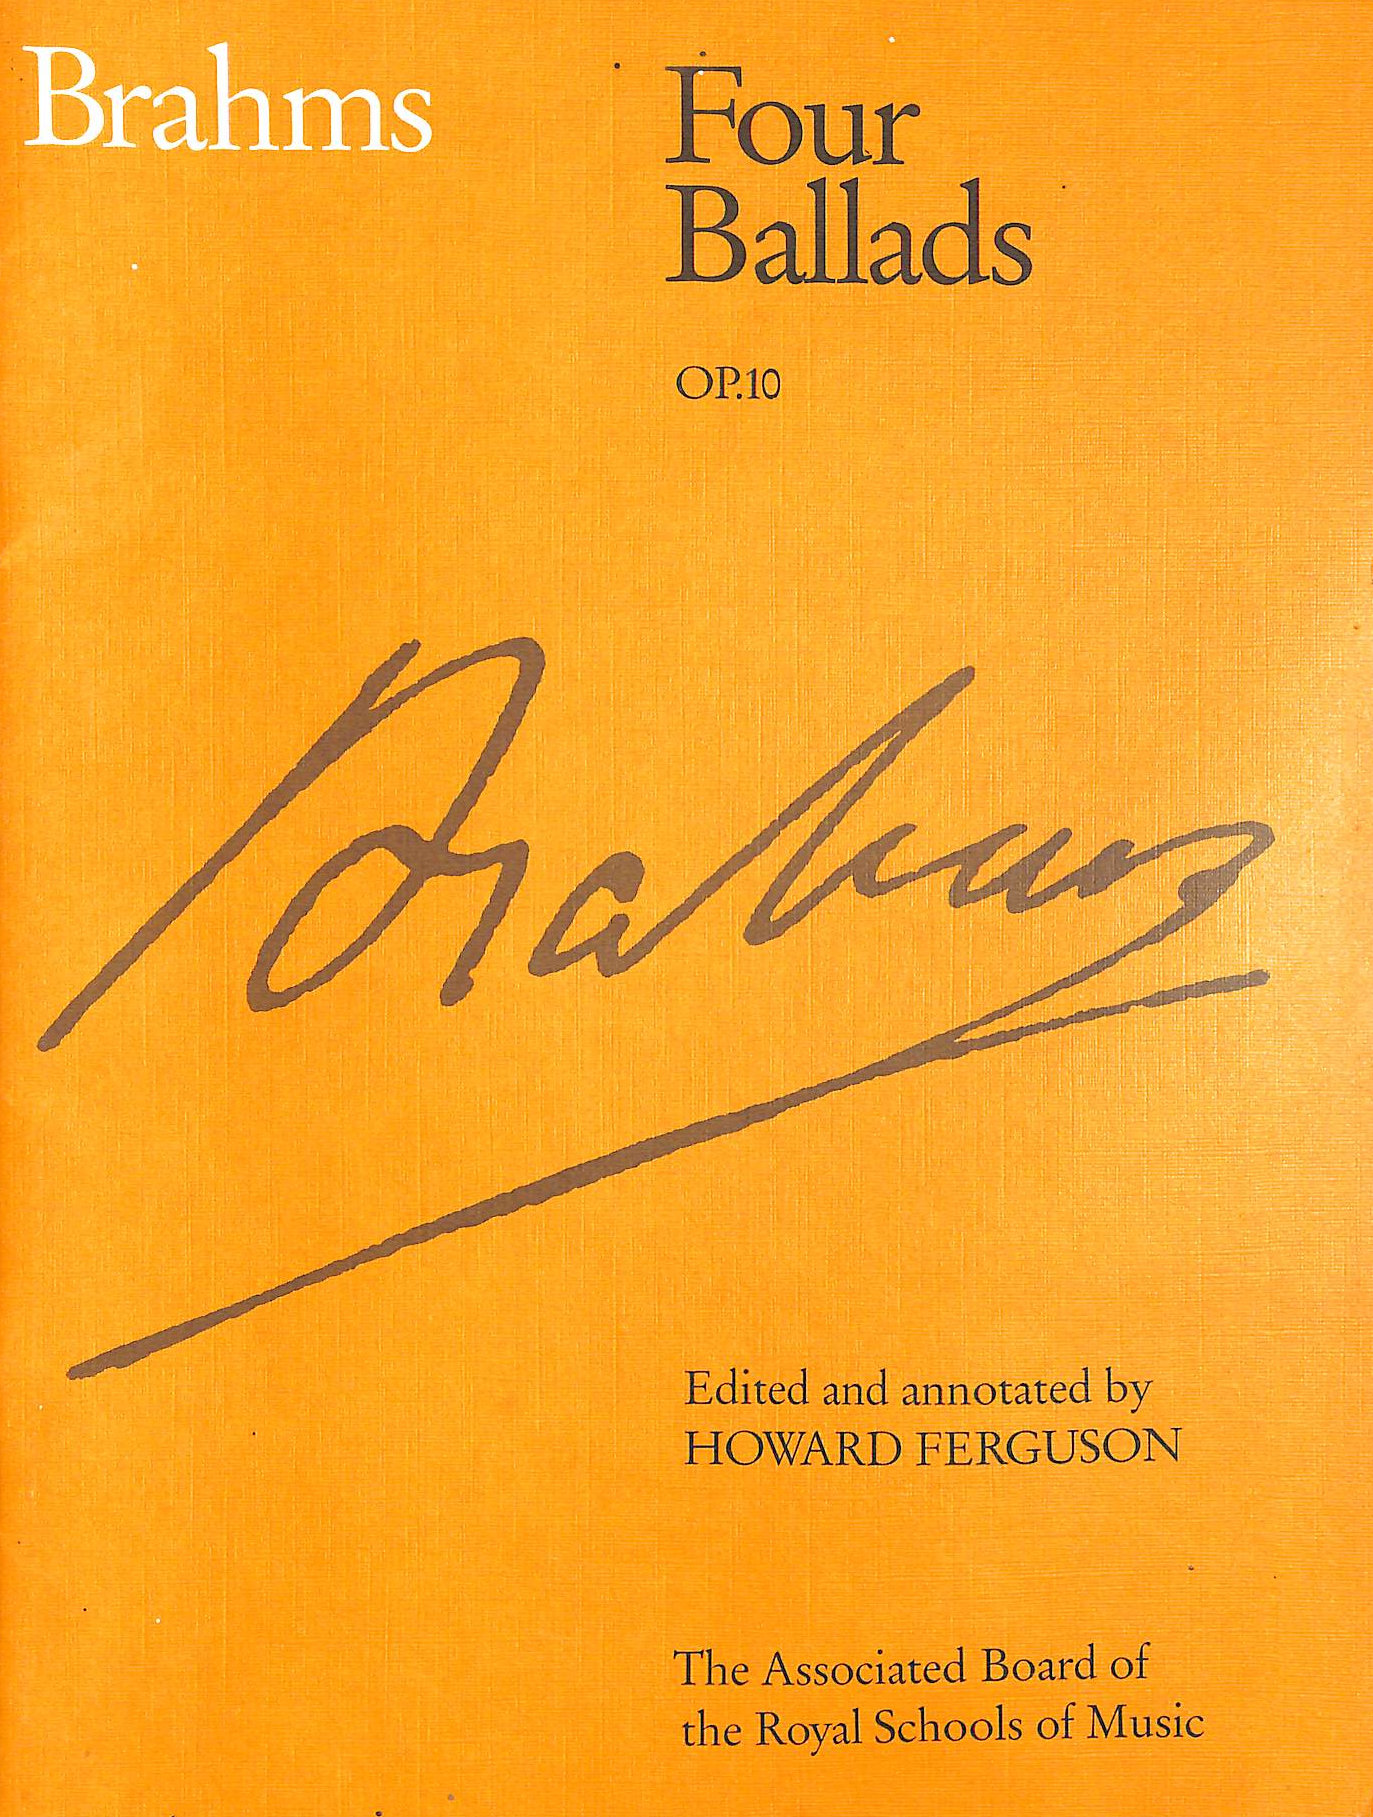 Brahms
Four
Ballads
OP.10
Brahms
Edited and annotated by
HOWARD FERGUSON
The Associated Board of
the Royal Schools of Music